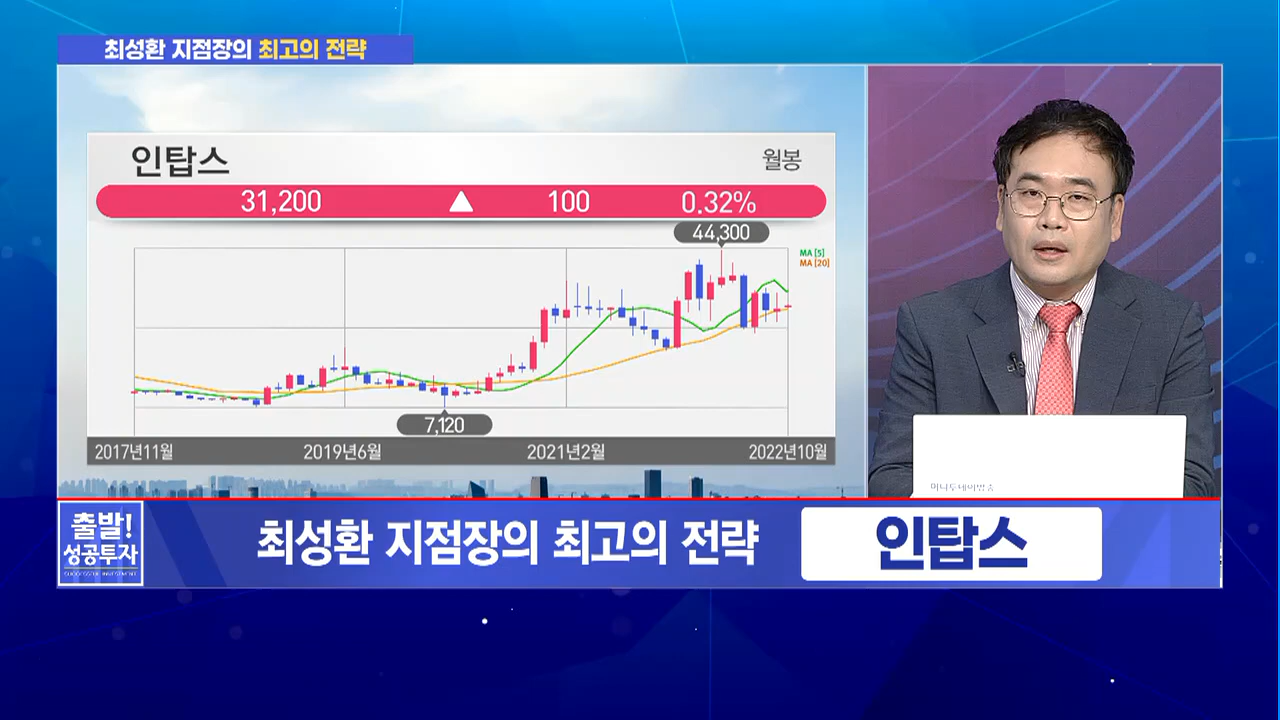 최성환 지점장의 최고의 전략
인탑스
월봉
31,200 ▲ 100 0.32%
44,300
MA [5]
MA [20]
7,120
2017년11월 2019년6월 2021년2월 2022년10월
출발!
성공투자
SUCCESSFUL INVESTMENT
최성환 지점장의 최고의 전략 인탑스